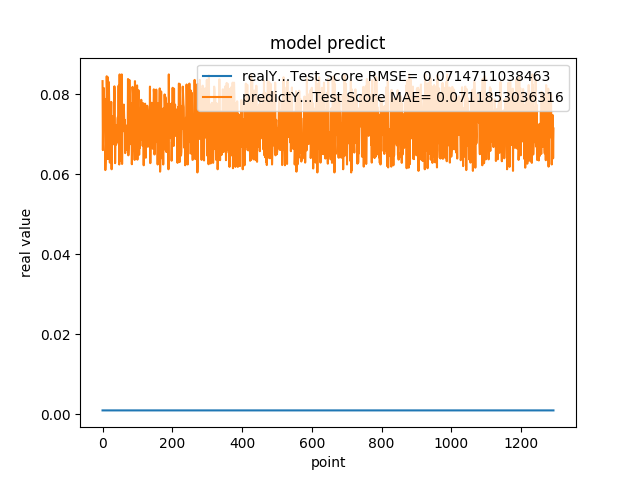 model predict
realY...Test Score RMSE= 0.0714711038463
predictY...Test Score MAE= 0.0711853036316
0.08
0.06
0.04
0.02
0.00
real value
0 200 400 600 800 1000 1200
point